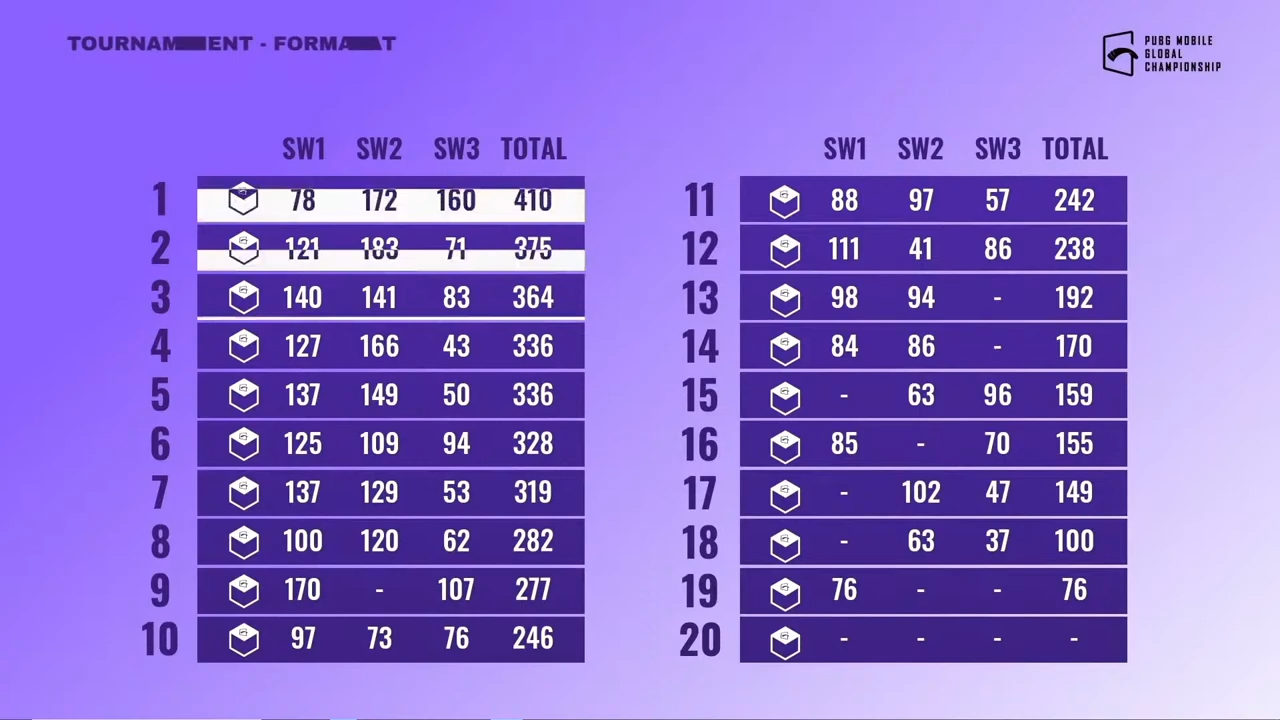 TOURNAMENT - FORMAT
PUBG MOBILE
GLOBAL
CHAMPIONSHIP
SW1 SW2 SW3 TOTAL
1 78 172 160 410
2 121 183 71 375
3 140 141 83 364
4 127 166 43 336
5 137 149 50 336
6 125 109 94 328
7 137 129 53 319
8 100 120 62 282
9 170 - 107 277
10 97 73 76 246
SW1 SW2 SW3 TOTAL
11 88 97 57 242
12 111 41 86 238
13 98 94 - 192
14 84 86 - 170
15 - 63 96 159
16 85 - 70 155
17 - 102 47 149
18 - 63 37 100
19 76 - - 76
20 - - - -